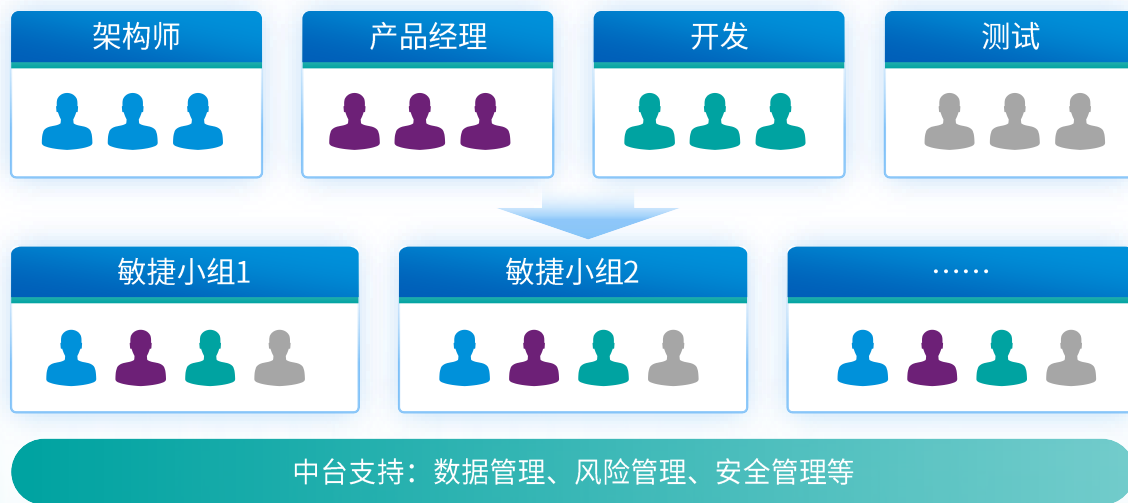 架构师
产品经理
开发
测试
敏捷小组1
敏捷小组2
……
中台支持：数据管理、风险管理、安全管理等